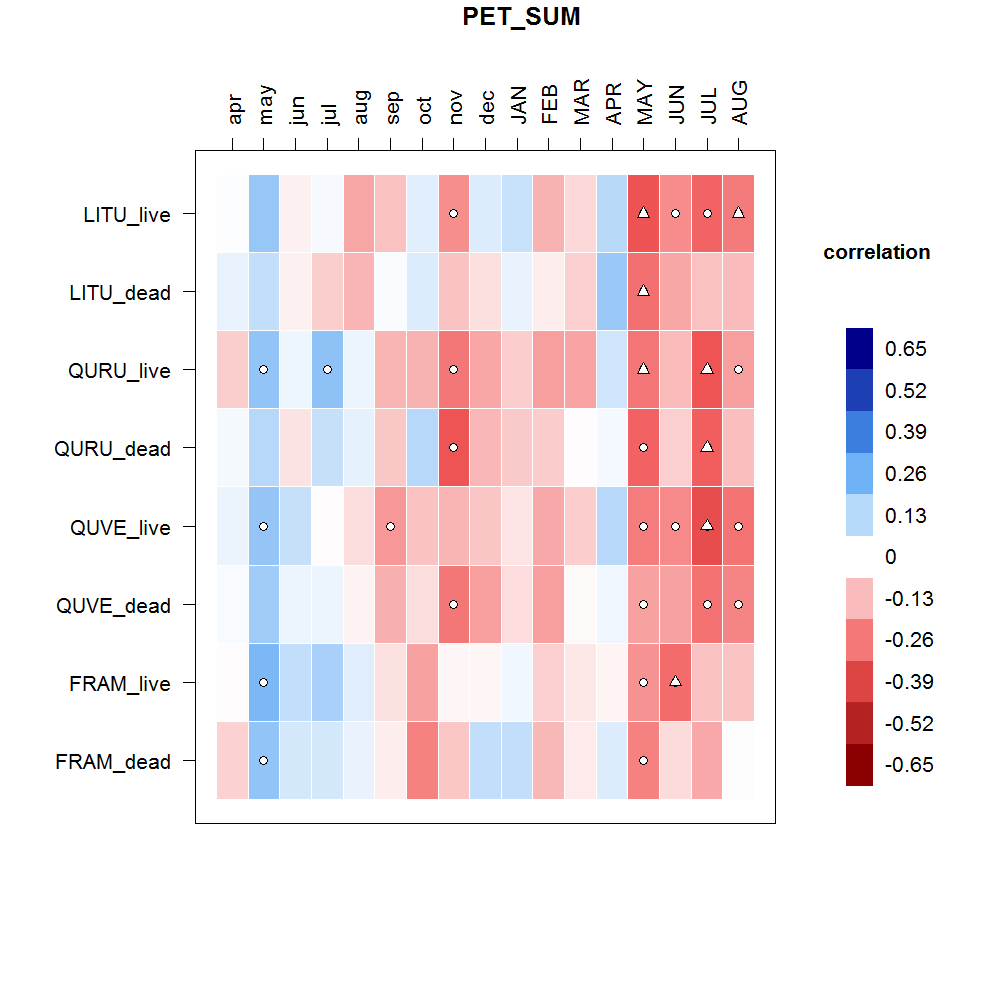 PET_SUM
apr may jun jul aug sep oct nov dec JAN FEB MAR APR MAY JUN JUL AUG
LITU_live
LITU_dead
QURU_live
QURU_dead
QUVE_live
QUVE_dead
FRAM_live
FRAM_dead
correlation
0.65
0.52
0.39
0.26
0.13
0
-0.13
-0.26
-0.39
-0.52
-0.65